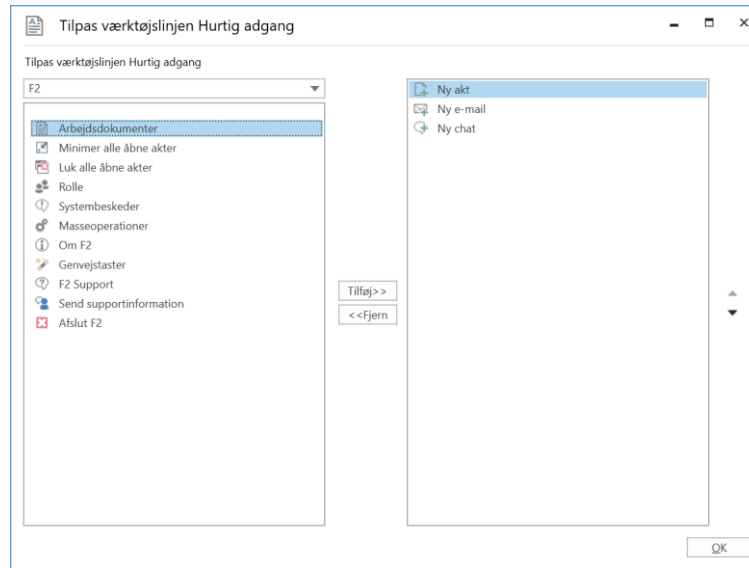 Tilpas værktøjslinjen Hurtig adgang
Tilpas værktøjslinjen Hurtig adgang
F2
Arbejdsdokumenter
Minimer alle åbne akter
Luk alle åbne akter
Rolle
Systembeskeder
Masseoperationer
Om F2
Genvejstaster
F2 Support
Send supportinformation
Afslut F2
Tilføj>>
<<Fjern
Ny akt
Ny e-mail
Ny chat
OK